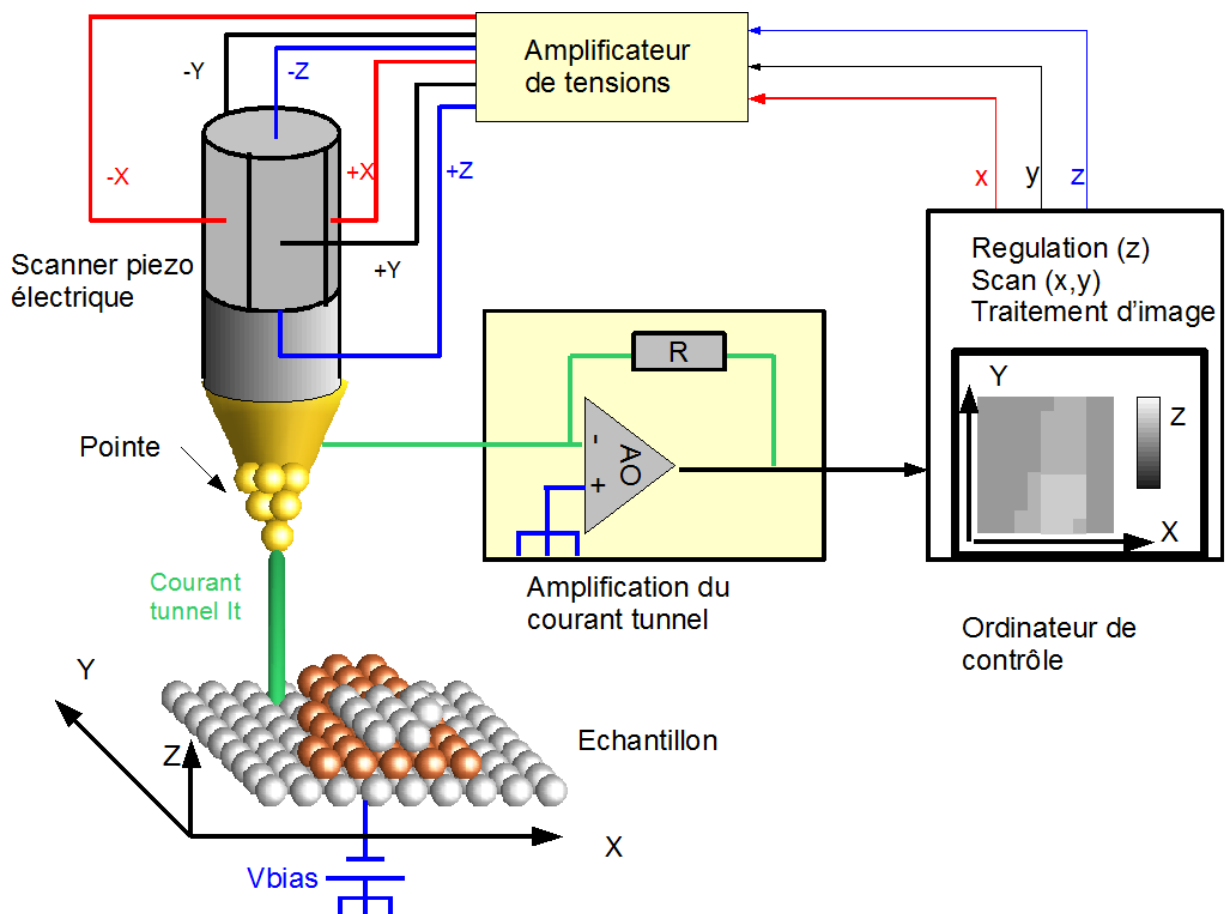 Amplificateur
de tensions
-Y
-Z
-X
+X
+Z
+Y
x
y
z
Scanner piezo
électrique
Regulation (z)
Scan (x,y)
Traitement d'image
Y
Z
X
R
-
+
AO
Pointe
Courant
tunnel It
Amplification du
courant tunnel
Ordinateur de
contrôle
Y
Z
X
Echantillon
Vbias